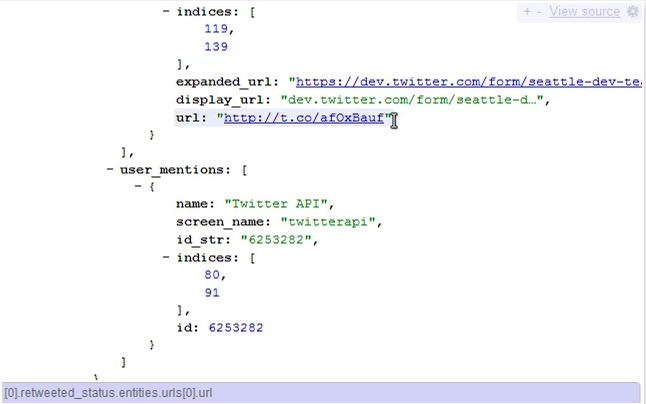 + - View source
- indices: [
119,
139
],
expanded_url: "https://dev.twitter.com/form/seattle-dev-tea
display_url: "dev.twitter.com/form/seattle-d…",
url: "http://t.co/afOxBauf"
}
],
- user_mentions: [
- {
name: "Twitter API",
screen_name: "twitterapi",
id_str: "6253282",
- indices: [
80,
91
],
id: 6253282
}
]
}
[0].retweeted_status.entities.urls[0].url